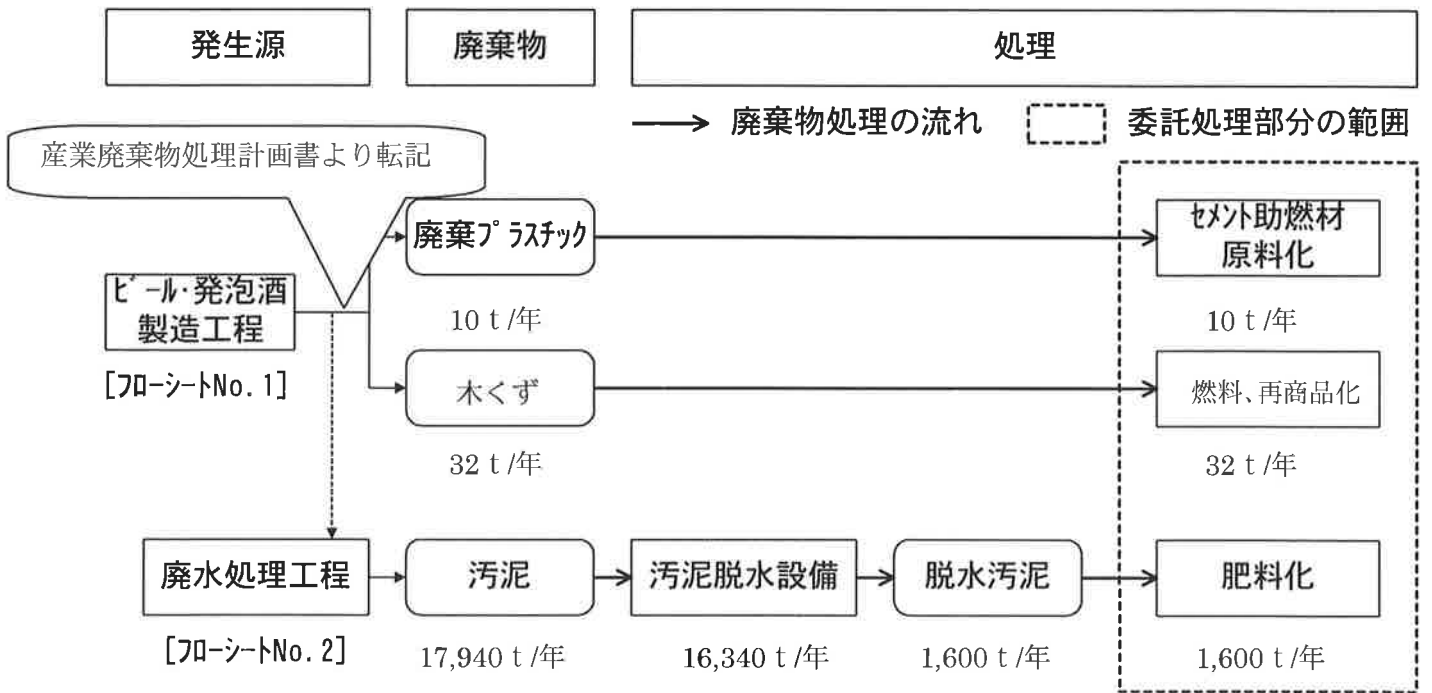 発生源
廃棄物
処理
廃棄物処理の流れ
委託処理部分の範囲
産業廃棄物処理計画書より転記
廃棄プラスチック
セメント助燃材
原料化
ビール・発泡酒
製造工程
10 t /年
10 t /年
[フローシートNo. 1]
木くず
燃料、再商品化
32 t /年
32 t /年
廃水処理工程
汚泥
汚泥脱水設備
脱水汚泥
肥料化
[フローシートNo. 2]
17,940 t /年
16,340 t /年
1,600 t /年
1,600 t /年